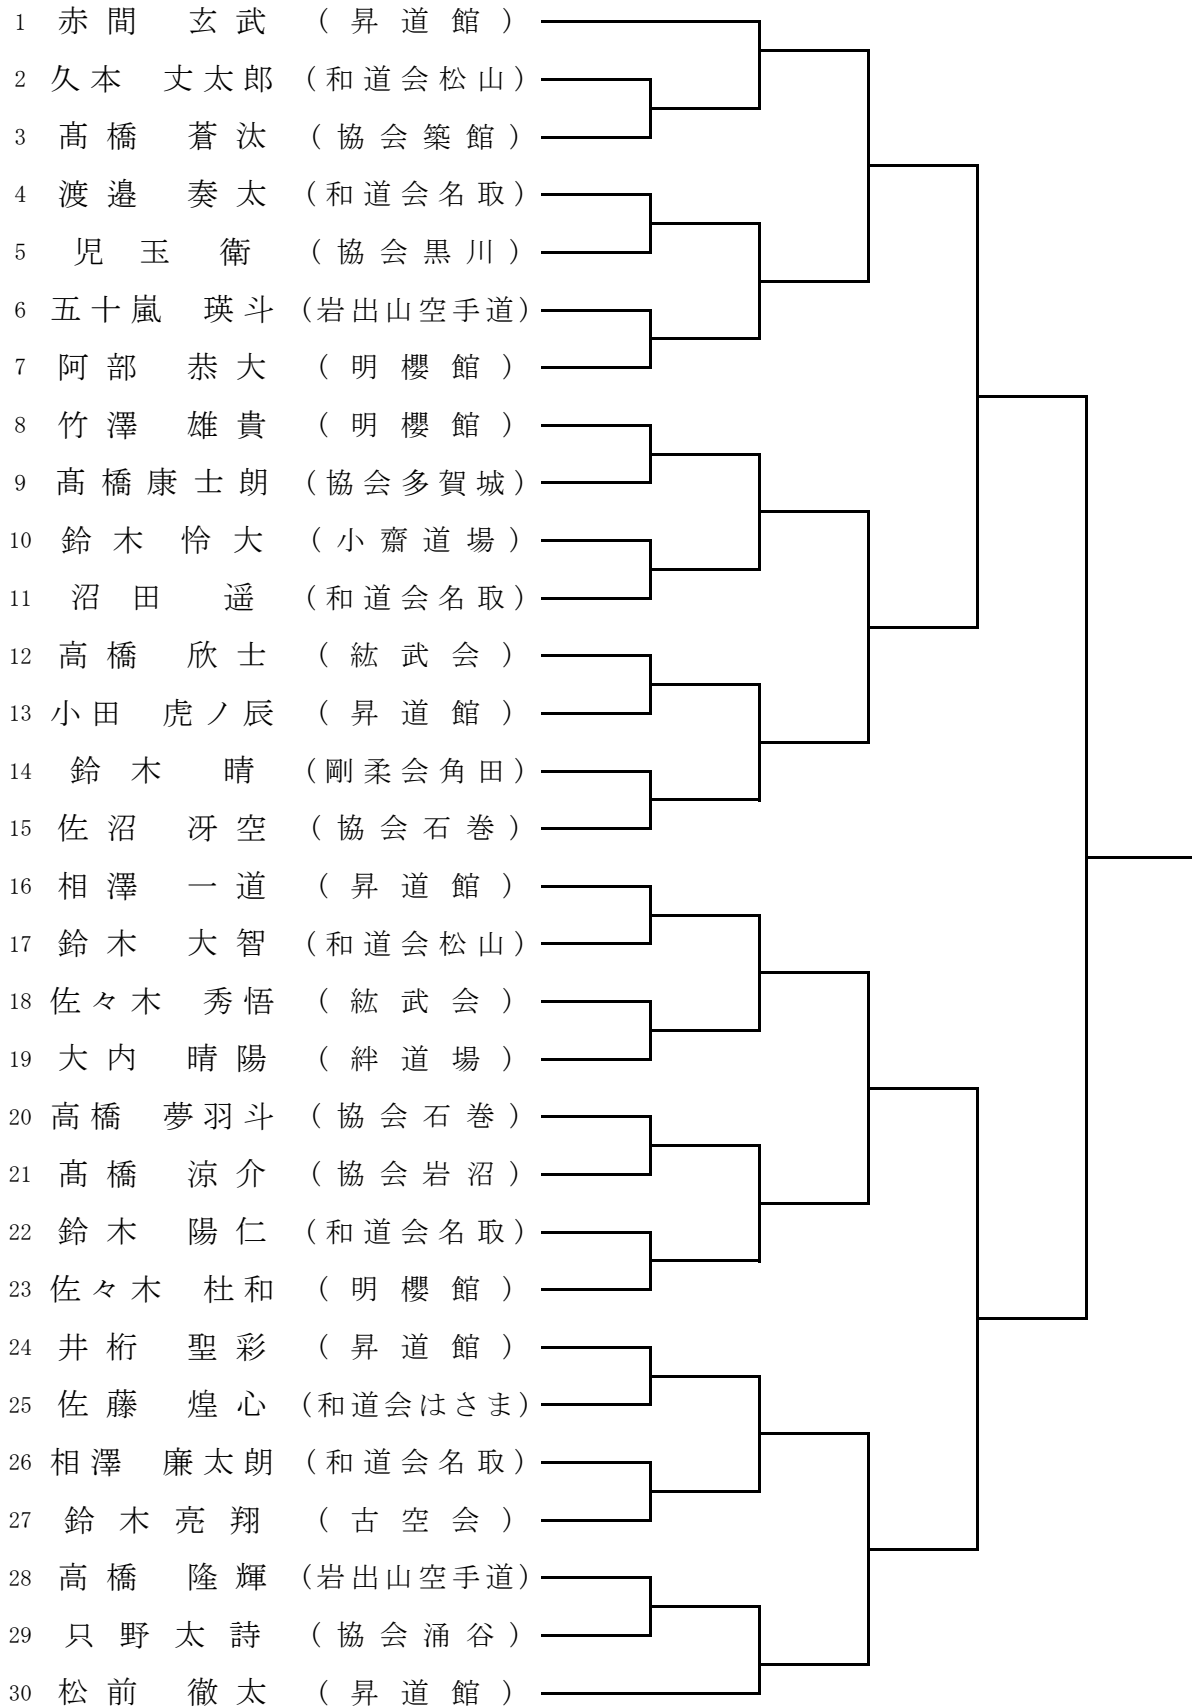 1 赤間 玄武 (昇道館)
2 久本 丈太郎 (和道会松山)
3 髙橋 蒼汰 (協会築館)
4 渡邉 奏太 (和道会名取)
5 児玉 衛 (協会黒川)
6 五十嵐 瑛斗 (岩出山空手道)
7 阿部 恭大 (明櫻館)
8 竹澤 雄貴 (明櫻館)
9 髙橋康士朗 (協会多賀城)
10 鈴木 怜大 (小齋道場)
11 沼田 遥 (和道会名取)
12 高橋 欣士 (紘武会)
13 小田 虎ノ辰 (昇道館)
14 鈴木 晴 (剛柔会角田)
15 佐沼 冴空 (協会石巻)
16 相澤 一道 (昇道館)
17 鈴木 大智 (和道会松山)
18 佐々木 秀悟 (紘武会)
19 大内 晴陽 (絆道場)
20 高橋 夢羽斗 (協会石巻)
21 髙橋 涼介 (協会岩沼)
22 鈴木 陽仁 (和道会名取)
23 佐々木 杜和 (明櫻館)
24 井桁 聖彩 (昇道館)
25 佐藤 煌心 (和道会はさま)
26 相澤 廉太朗 (和道会名取)
27 鈴木亮翔 (古空会)
28 高橋 隆輝 (岩出山空手道)
29 只野太詩 (協会涌谷)
30 松前 徹太 (昇道館)